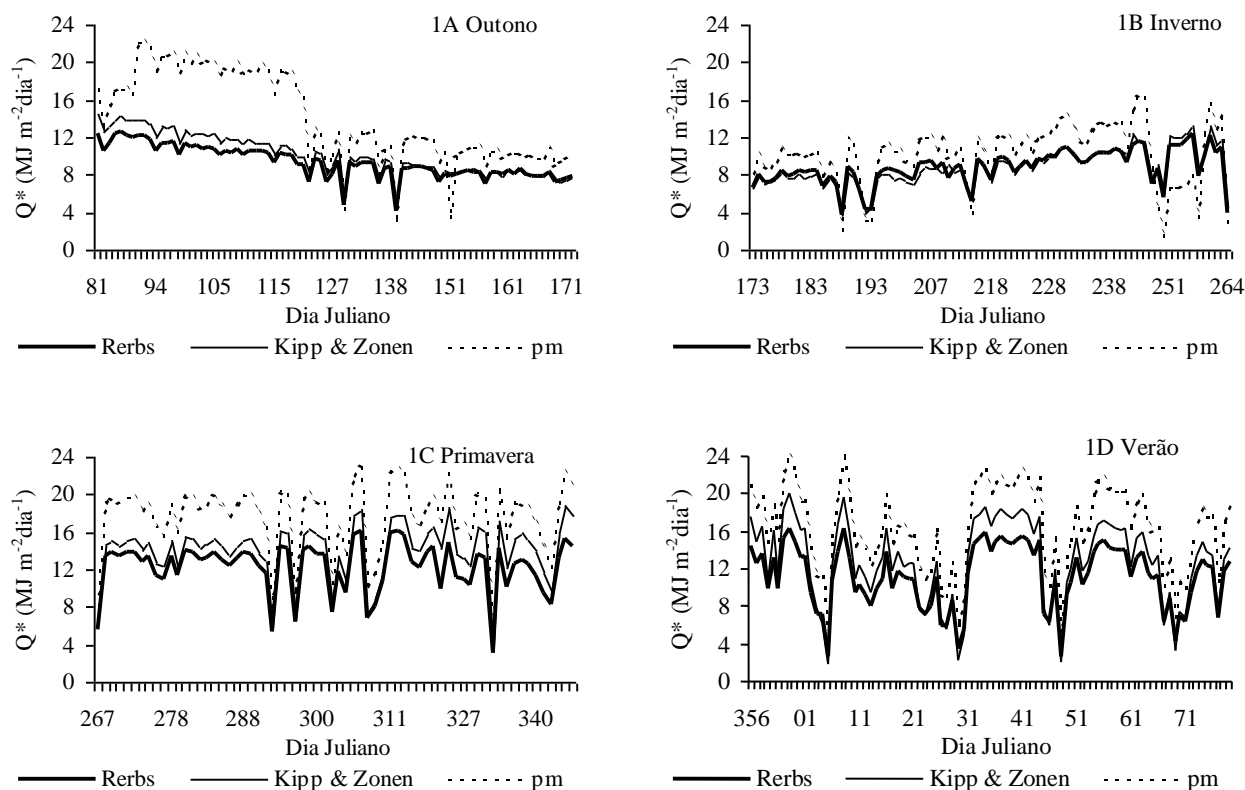 1A Outono
24
20
16
12
8
4
0
Q* (MJ m⁻²dia⁻¹)
81 94 105 115 127 138 151 161 171
Dia Juliano
Rerbs Kipp & Zonen pm
1B Inverno
24
20
16
12
8
4
0
Q* (MJ m⁻²dia⁻¹)
173 183 193 207 218 228 238 251 264
Dia Juliano
Rerbs Kipp & Zonen pm
1C Primavera
24
20
16
12
8
4
0
Q* (MJ m⁻²dia⁻¹)
267 278 288 300 311 327 340
Dia Juliano
Rerbs Kipp & Zonen pm
1D Verão
24
20
16
12
8
4
0
Q* (MJ m⁻²dia⁻¹)
356 01 11 21 31 41 51 61 71
Dia Juliano
Rerbs Kipp & Zonen pm